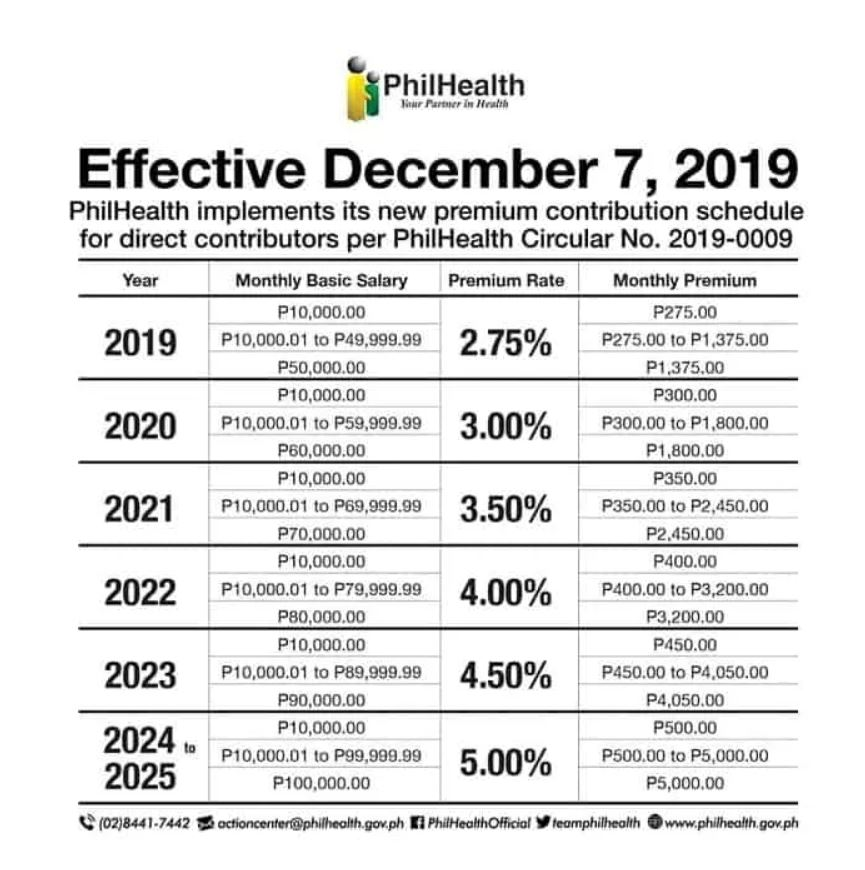 PhilHealth
Your Partner in Health
Effective December 7, 2019
PhilHealth implements its new premium contribution schedule
for direct contributors per PhilHealth Circular No. 2019-0009
Year Monthly Basic Salary Premium Rate Monthly Premium
2019 2.75%
P10,000.00 P275.00
P10,000.01 to P49,999.99 P275.00 to P1,375.00
P50,000.00 P1,375.00
2020 3.00%
P10,000.00 P300.00
P10,000.01 to P59,999.99 P300.00 to P1,800.00
P60,000.00 P1,800.00
2021 3.50%
P10,000.00 P350.00
P10,000.01 to P69,999.99 P350.00 to P2,450.00
P70,000.00 P2,450.00
2022 4.00%
P10,000.00 P400.00
P10,000.01 to P79,999.99 P400.00 to P3,200.00
P80,000.00 P3,200.00
2023 4.50%
P10,000.00 P450.00
P10,000.01 to P89,999.99 P450.00 to P4,050.00
P90,000.00 P4,050.00
2024 to 2025 5.00%
P10,000.00 P500.00
P10,000.01 to P99,999.99 P500.00 to P5,000.00
P100,000.00 P5,000.00
(02)8441-7442 actioncenter@philhealth.gov.ph PhilHealthOfficial teamphilhealth www.philhealth.gov.ph